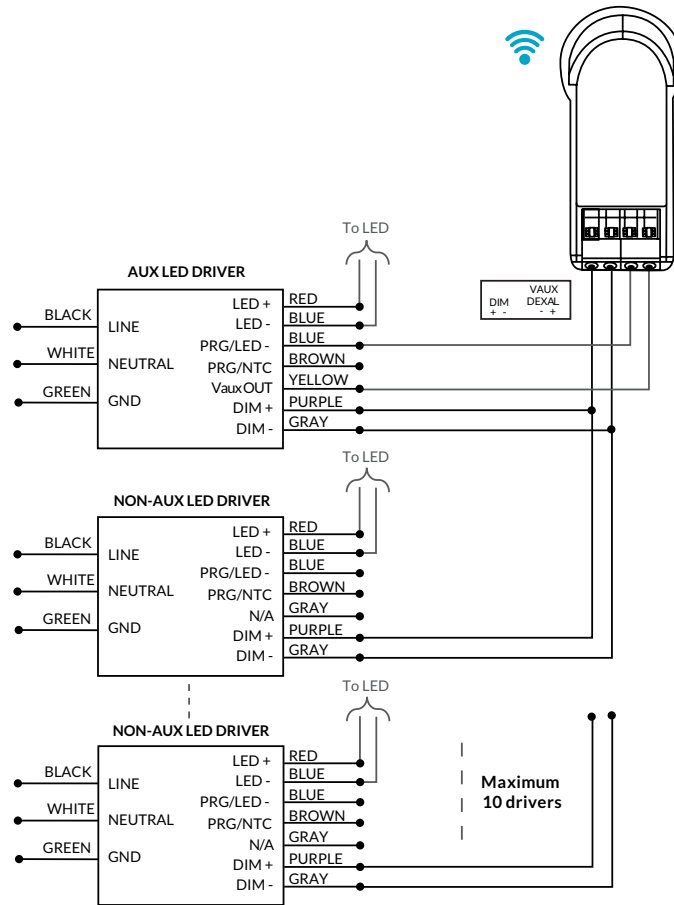 To LED
AUX LED DRIVER
BLACK
WHITE
GREEN
LINE
NEUTRAL
GND
LED +
LED -
PRG/LED -
PRG/NTC
VauxOUT
DIM +
DIM -
RED
BLUE
BLUE
BROWN
YELLOW
PURPLE
GRAY
VAUX
DIM DEXAL
+ - - +
To LED
NON-AUX LED DRIVER
BLACK
WHITE
GREEN
LINE
NEUTRAL
GND
LED +
LED -
PRG/LED -
PRG/NTC
N/A
DIM +
DIM -
RED
BLUE
BLUE
BROWN
GRAY
PURPLE
GRAY
To LED
NON-AUX LED DRIVER
BLACK
WHITE
GREEN
LINE
NEUTRAL
GND
LED +
LED -
PRG/LED -
PRG/NTC
N/A
DIM +
DIM -
RED
BLUE
BLUE
BROWN
GRAY
PURPLE
GRAY
Maximum
10 drivers